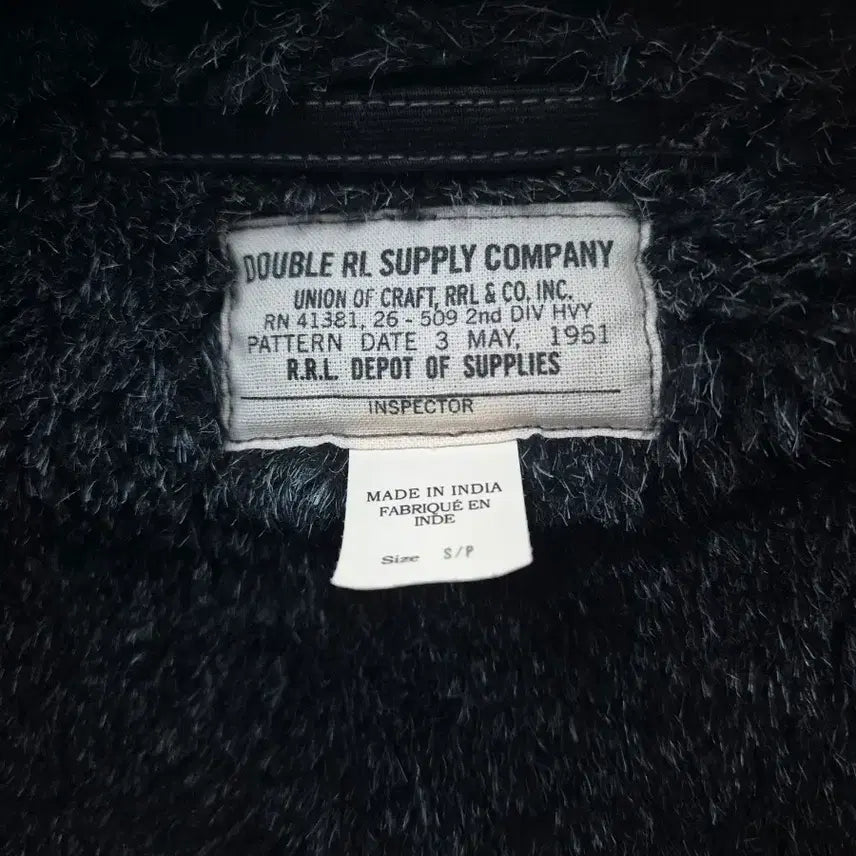 DOUBLE RL SUPPLY COMPANY
UNION OF CRAFT, RRL & CO. INC.
RN 41381, 26 - 509 2nd DIV HVY
PATTERN DATE 3 MAY, 1951
R.R.L. DEPOT OF SUPPLIES
INSPECTOR
MADE IN INDIA
FABRIQUÉ EN
INDE
Size S/P